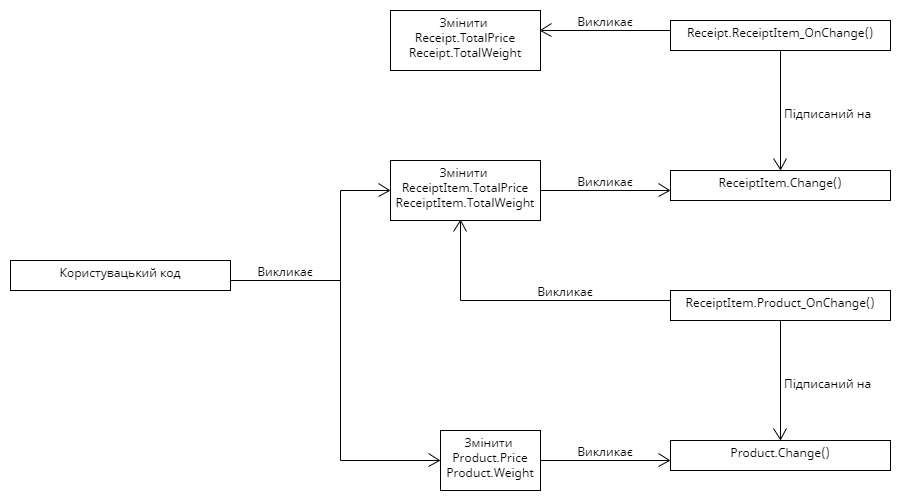 Змінити
Receipt.TotalPrice
Receipt.TotalWeight
Викликає
Receipt.ReceiptItem_OnChange()
Підписаний на
Змінити
ReceiptItem.TotalPrice
ReceiptItem.TotalWeight
Викликає
ReceiptItem.Change()
Користувацький код
Викликає
Викликає
ReceiptItem.Product_OnChange()
Підписаний на
Змінити
Product.Price
Product.Weight
Викликає
Product.Change()